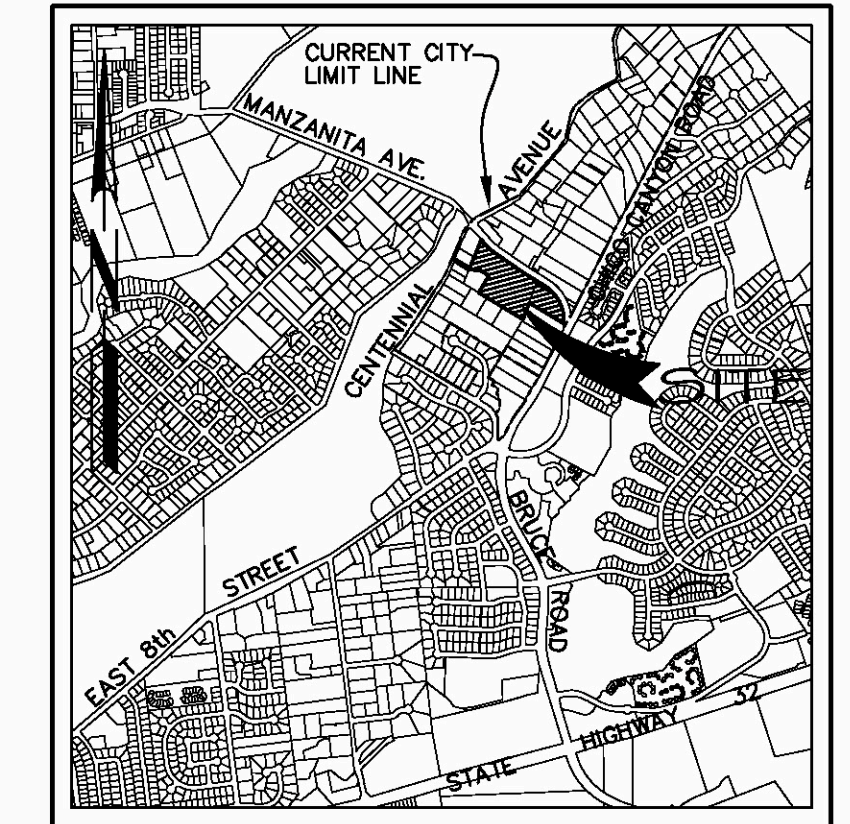 CURRENT CITY
LIMIT LINE
MANZANITA AVE.
CENTENNIAL AVENUE
CHICO CANYON ROAD
SITE
BRUCE ROAD
EAST 8th STREET
STATE HIGHWAY 32